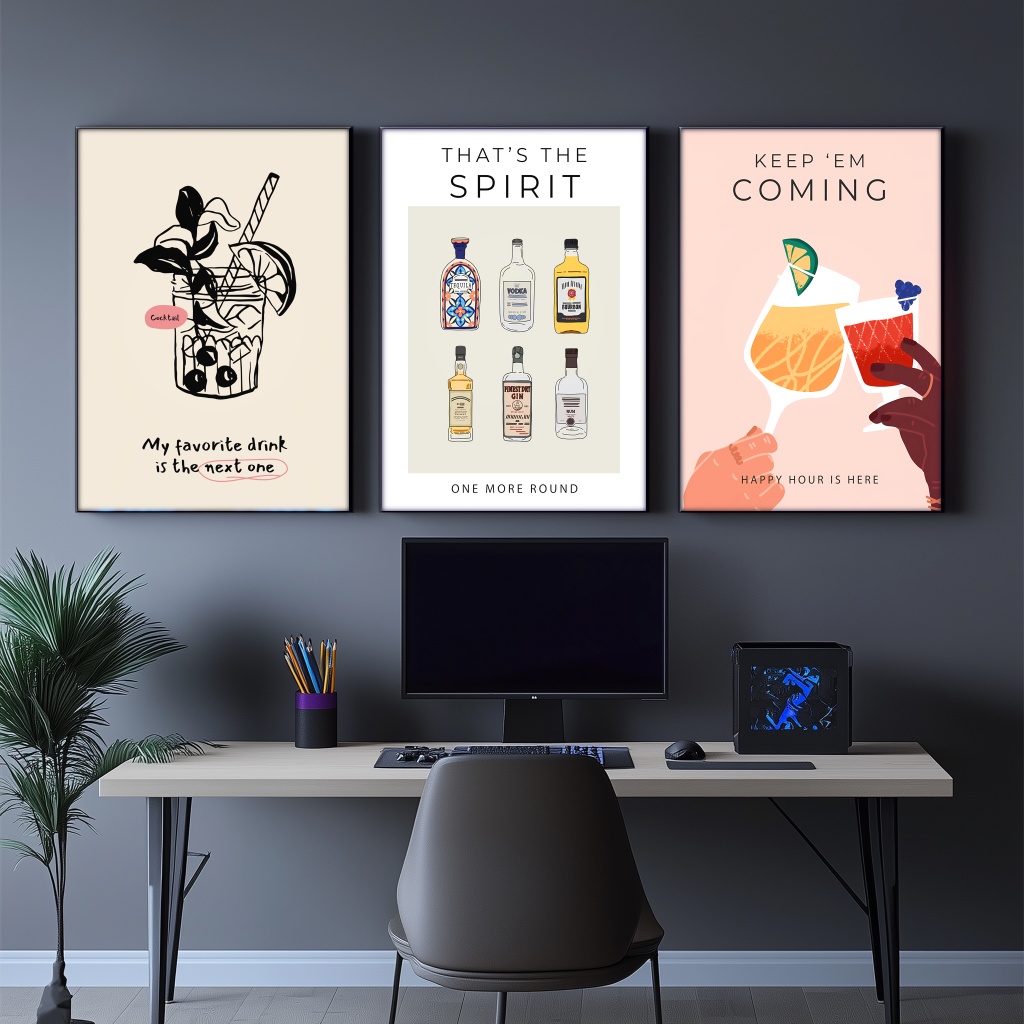 Cocktail
My favorite drink
is the next one
THAT'S THE
SPIRIT
TEQUILA
VODKA
BOURBON
FINEST DRY
GIN
RUM
ONE MORE ROUND
KEEP ‘EM
COMING
HAPPY HOUR IS HERE